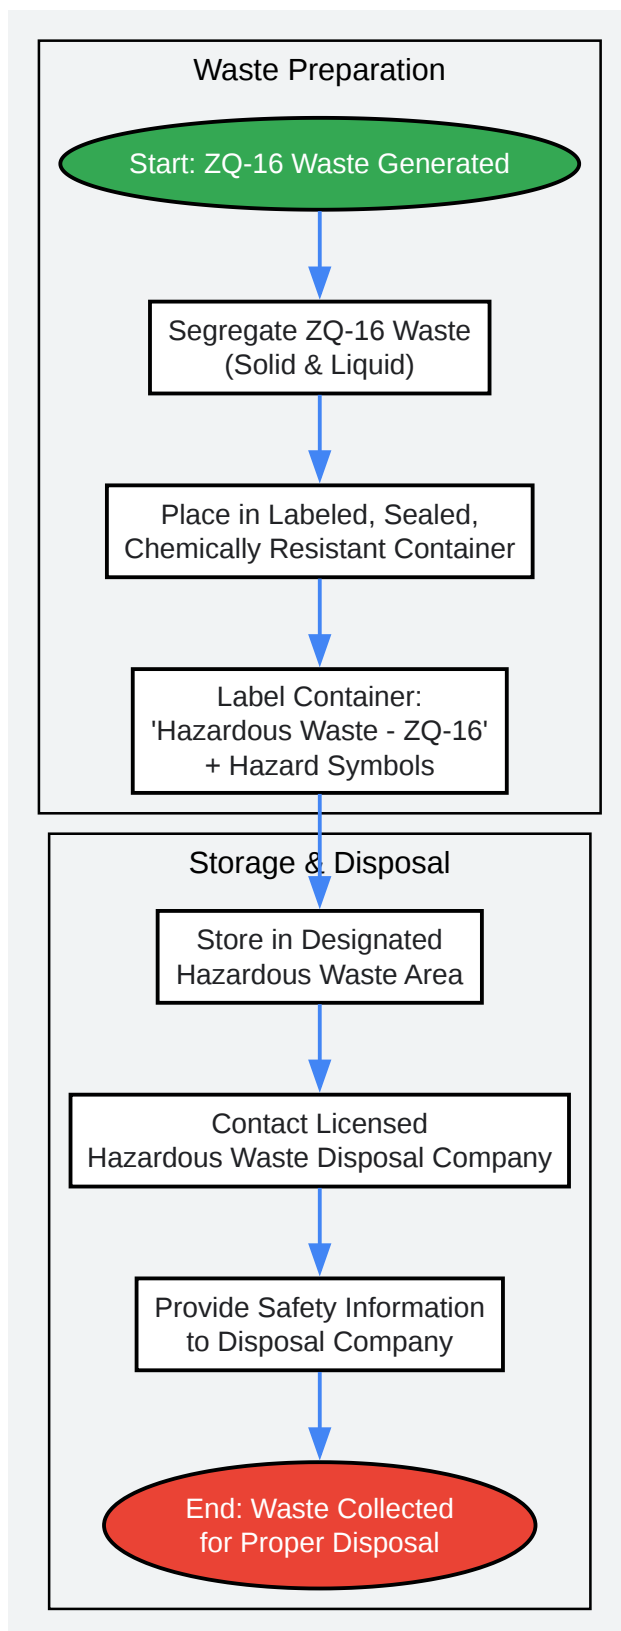 Waste Preparation
Start: ZQ-16 Waste Generated
Segregate ZQ-16 Waste
(Solid & Liquid)
Place in Labeled, Sealed,
Chemically Resistant Container
Label Container:
'Hazardous Waste - ZQ-16'
+ Hazard Symbols
Storage & Disposal
Store in Designated
Hazardous Waste Area
Contact Licensed
Hazardous Waste Disposal Company
Provide Safety Information
to Disposal Company
End: Waste Collected
for Proper Disposal